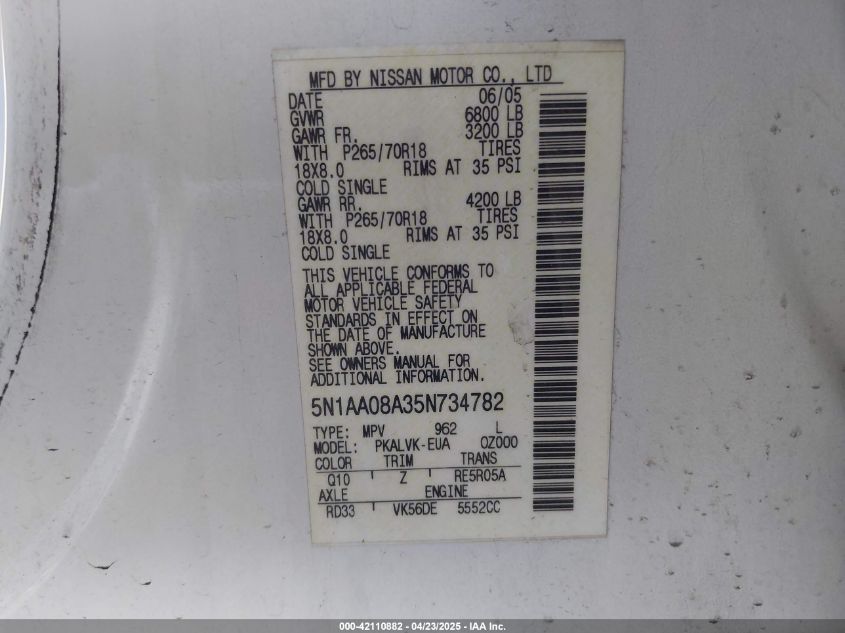 MFD BY NISSAN MOTOR CO., LTD
DATE 06/05
GVWR 6800 LB
GAWR FR. 3200 LB
WITH P265/70R18 TIRES
18X8.0 RIMS AT 35 PSI
COLD SINGLE
GAWR RR. 4200 LB
WITH P265/70R18 TIRES
18X8.0 RIMS AT 35 PSI
COLD SINGLE
THIS VEHICLE CONFORMS TO
ALL APPLICABLE FEDERAL
MOTOR VEHICLE SAFETY
STANDARDS IN EFFECT ON
THE DATE OF MANUFACTURE
SHOWN ABOVE.
SEE OWNERS MANUAL FOR
ADDITIONAL INFORMATION.
5N1AA08A35N734782
TYPE: MPV 962 L
MODEL: PKALVK-EUA 0Z000
COLOR TRIM TRANS
Q10 Z RE5R05A
AXLE ENGINE
RD33 VK56DE 5552CC
000-42110882 - 04/23/2025 - IAA Inc.